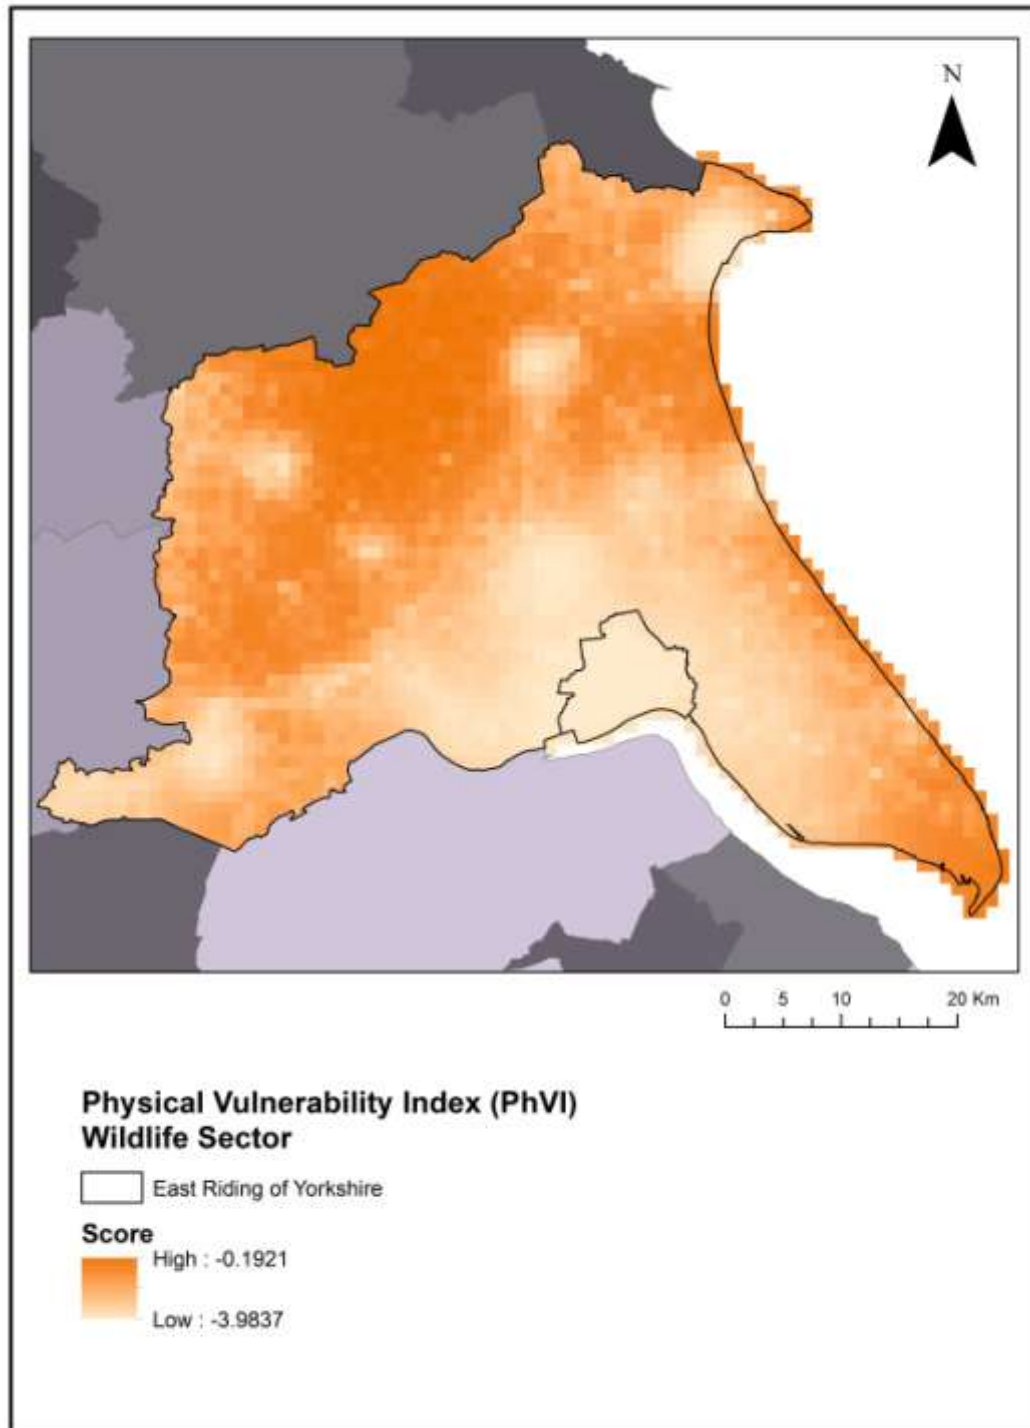 N
0 5 10 20 Km
Physical Vulnerability Index (PhVI)
Wildlife Sector
East Riding of Yorkshire
Score
High : -0.1921
Low : -3.9837